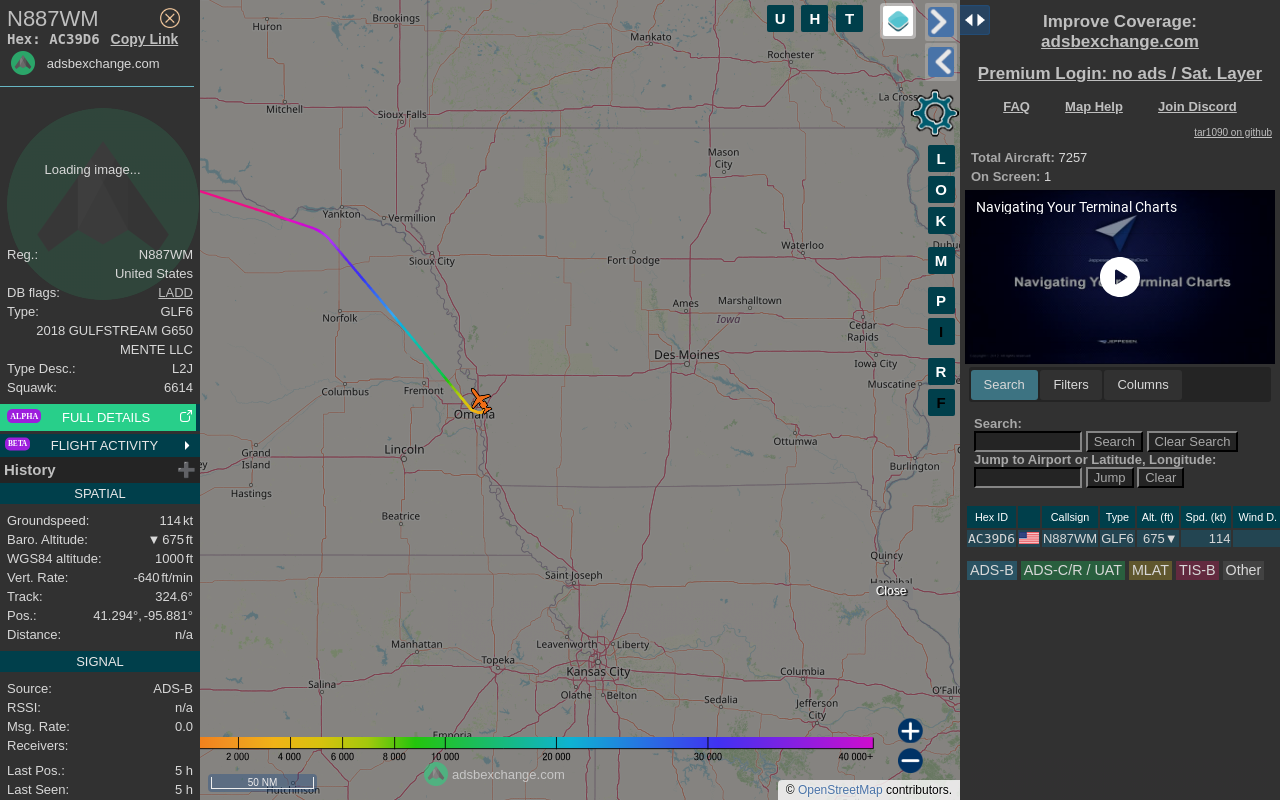 N887WM
Hex: AC39D6 Copy Link
adsbexchange.com
Loading image...
Reg.: N887WM
United States
DB flags: LADD
Type: GLF6
2018 GULFSTREAM G650
MENTE LLC
Type Desc.: L2J
Squawk: 6614
ALPHA FULL DETAILS
BETA FLIGHT ACTIVITY
History
SPATIAL
Groundspeed: 114 kt
Baro. Altitude: ▼ 675 ft
WGS84 altitude: 1000 ft
Vert. Rate: -640 ft/min
Track: 324.6°
Pos.: 41.294°, -95.881°
Distance: n/a
SIGNAL
Source: ADS-B
RSSI: n/a
Msg. Rate: 0.0
Receivers:
Last Pos.: 5 h
Last Seen: 5 h
Huron
Brookings
Mankato
Rochester
Mitchell
Sioux Falls
La Crosse
Mason
City
Yankton
Vermillion
Sioux City
Fort Dodge
Waterloo
Norfolk
Ames
Marshalltown
Iowa
Cedar
Rapids
Des Moines
Iowa City
Columbus
Fremont
Muscatine
Omaha
Grand
Island
Lincoln
Ottumwa
Burlington
Hastings
Beatrice
Quincy
Saint Joseph
Hannibal
Close
Manhattan
Leavenworth
Liberty
Topeka
Kansas City
Columbia
Salina
Olathe
Belton
Sedalia
Jefferson
City
O'Fallo
Emporia
2 000 4 000 6 000 8 000 10 000 20 000 30 000 40 000+
adsbexchange.com
50 NM
Hutchinson
© OpenStreetMap contributors.
U H T
L
O
K
M
P
I
R
F
Improve Coverage:
adsbexchange.com
Premium Login: no ads / Sat. Layer
FAQ Map Help Join Discord
tar1090 on github
Total Aircraft: 7257
On Screen: 1
Navigating Your Terminal Charts
Navigating Your Terminal Charts
JEPPESEN
Search Filters Columns
Search:
Search Clear Search
Jump to Airport or Latitude, Longitude:
Jump Clear
Hex ID Callsign Type Alt. (ft) Spd. (kt) Wind D.
AC39D6 N887WM GLF6 675▼ 114
ADS-B ADS-C/R / UAT MLAT TIS-B Other